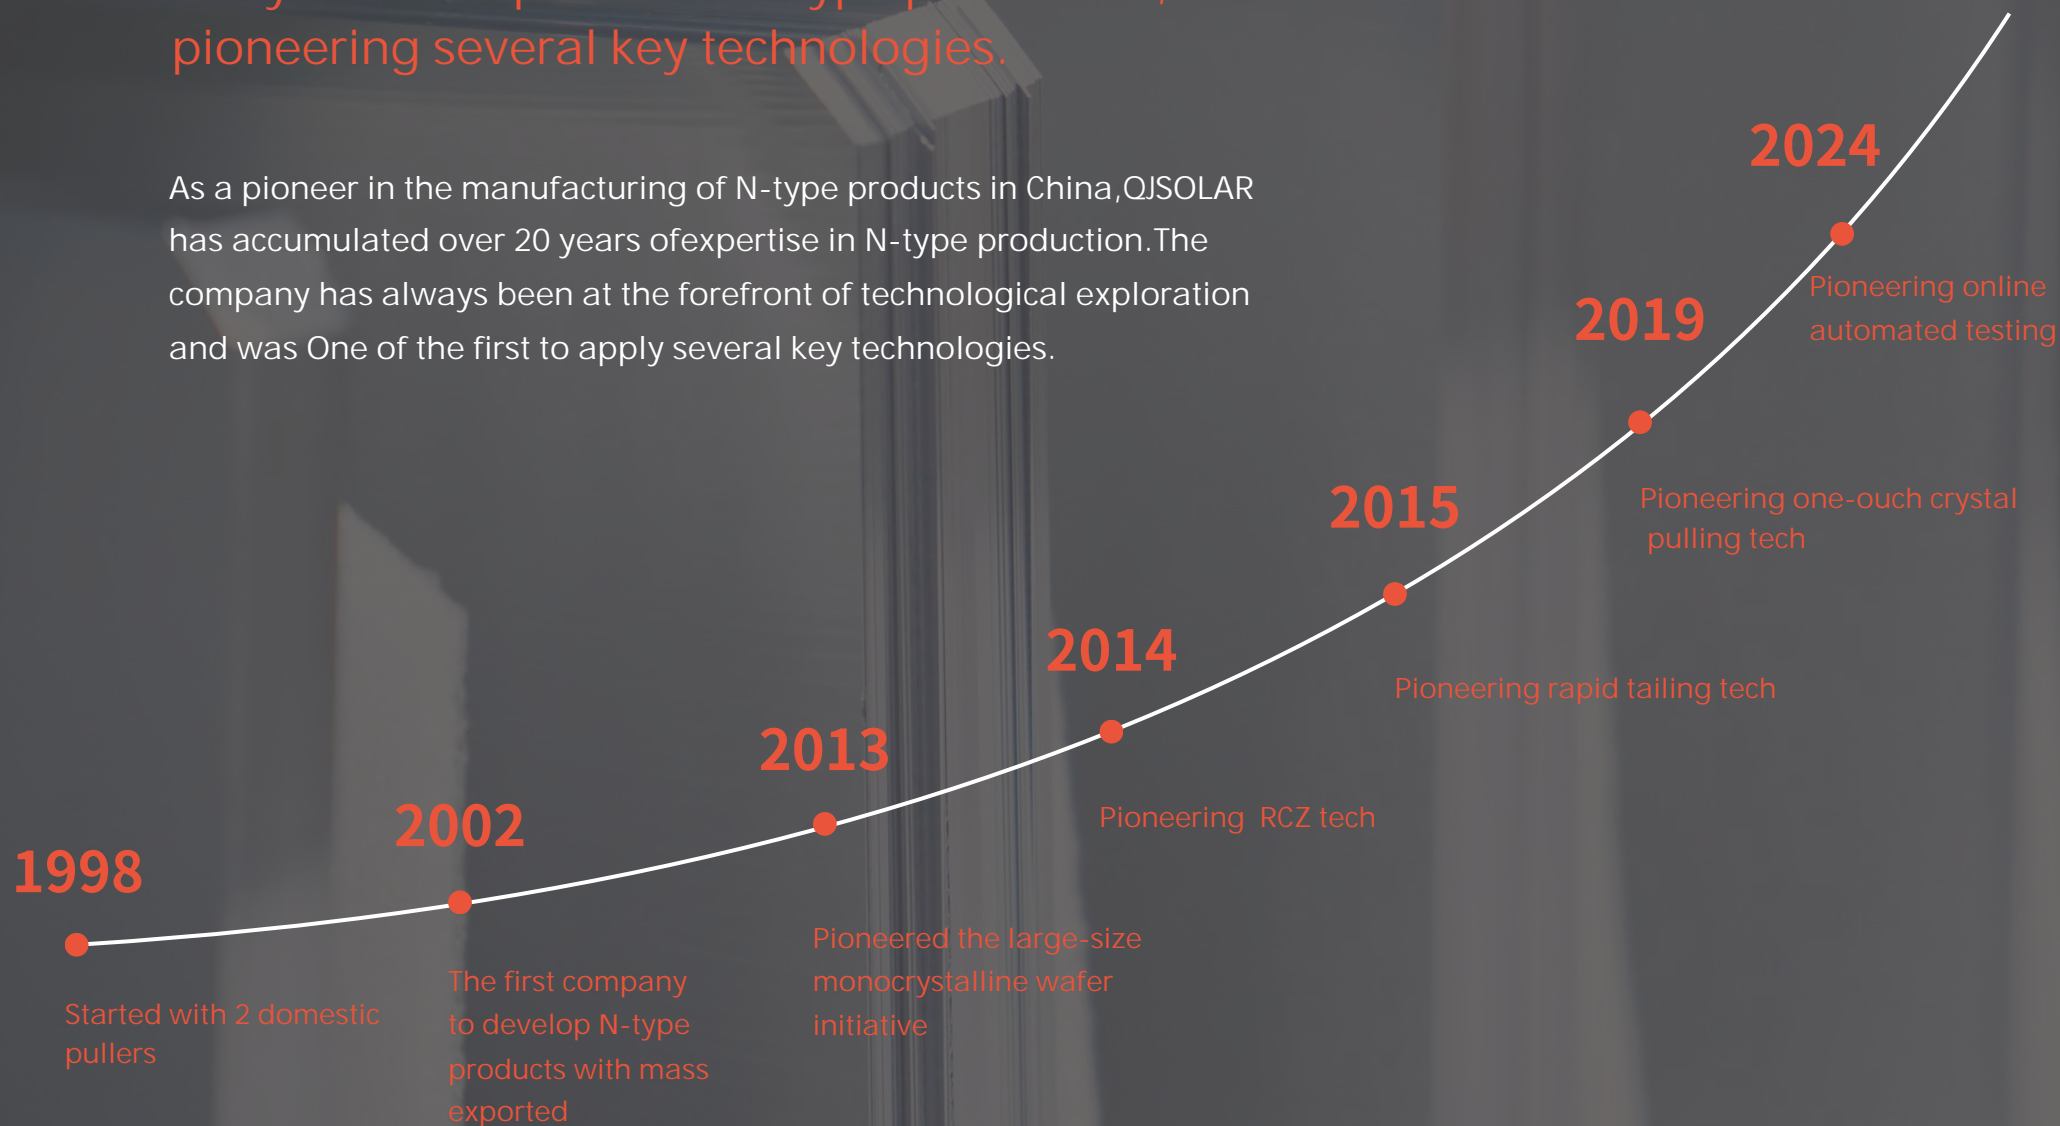 pioneering several key technologies.
As a pioneer in the manufacturing of N-type products in China,QJSOLAR
has accumulated over 20 years ofexpertise in N-type production.The
company has always been at the forefront of technological exploration
and was One of the first to apply several key technologies.
1998
Started with 2 domestic
pullers
2002
The first company
to develop N-type
products with mass
exported
2013
Pioneered the large-size
monocrystalline wafer
initiative
2014
Pioneering  RCZ tech
2015
Pioneering rapid tailing tech
2019
Pioneering one-ouch crystal
pulling tech
2024
Pioneering online
automated testing